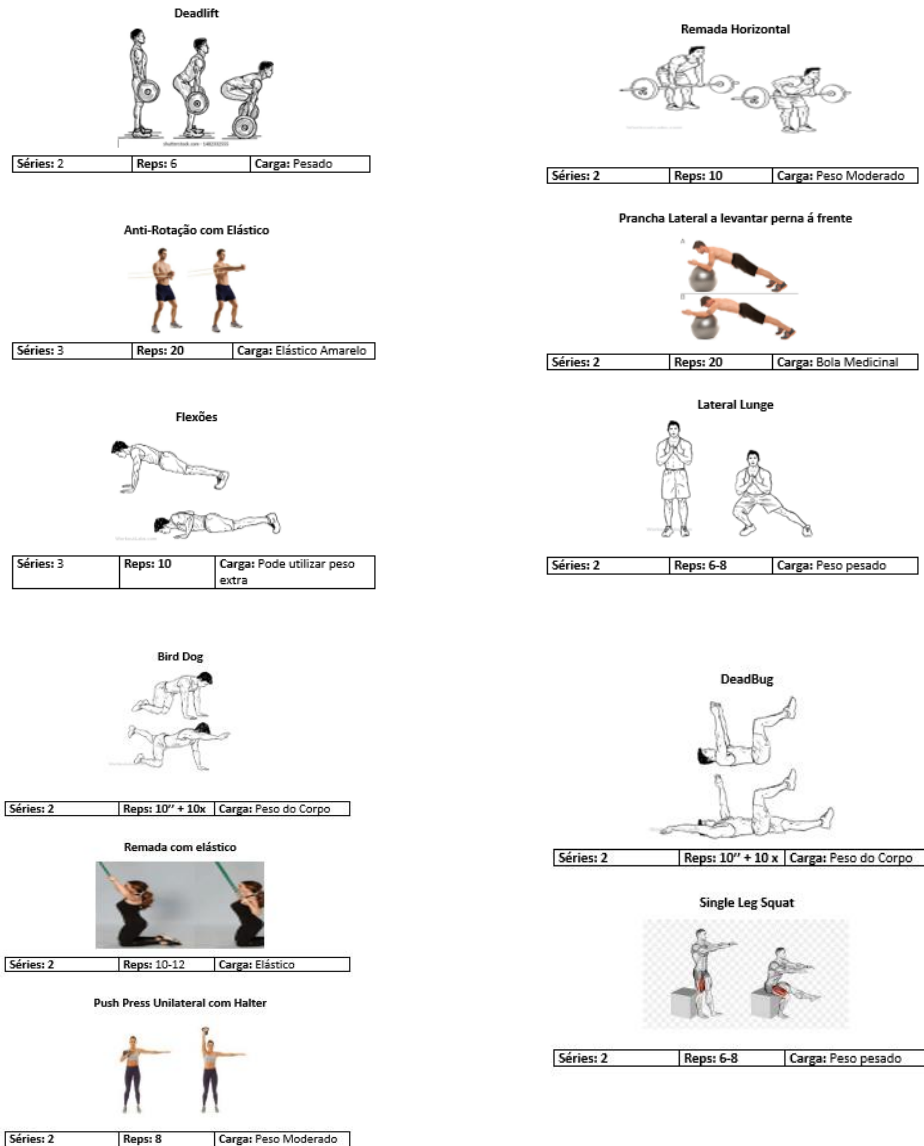 Deadlift
shutterstock.com · 1482932555
Séries: 2 Reps: 6 Carga: Pesado
Anti-Rotação com Elástico
Séries: 3 Reps: 20 Carga: Elástico Amarelo
Flexões
Séries: 3 Reps: 10 Carga: Pode utilizar peso
extra
Bird Dog
Séries: 2 Reps: 10’’ + 10x Carga: Peso do Corpo
Remada com elástico
Séries: 2 Reps: 10-12 Carga: Elástico
Push Press Unilateral com Halter
Séries: 2 Reps: 8 Carga: Peso Moderado
Remada Horizontal
Séries: 2 Reps: 10 Carga: Peso Moderado
Prancha Lateral a levantar perna á frente
A
B
Séries: 2 Reps: 20 Carga: Bola Medicinal
Lateral Lunge
Séries: 2 Reps: 6-8 Carga: Peso pesado
DeadBug
Séries: 2 Reps: 10’’ + 10 x Carga: Peso do Corpo
Single Leg Squat
Séries: 2 Reps: 6-8 Carga: Peso pesado